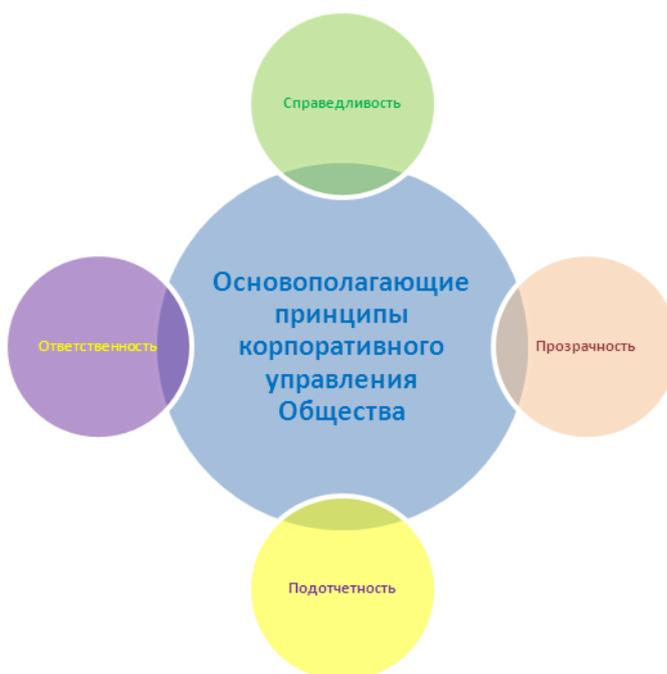 Справедливость
Основополагающие
принципы
корпоративного
управления
Общества
Ответственность
Прозрачность
Подотчетность